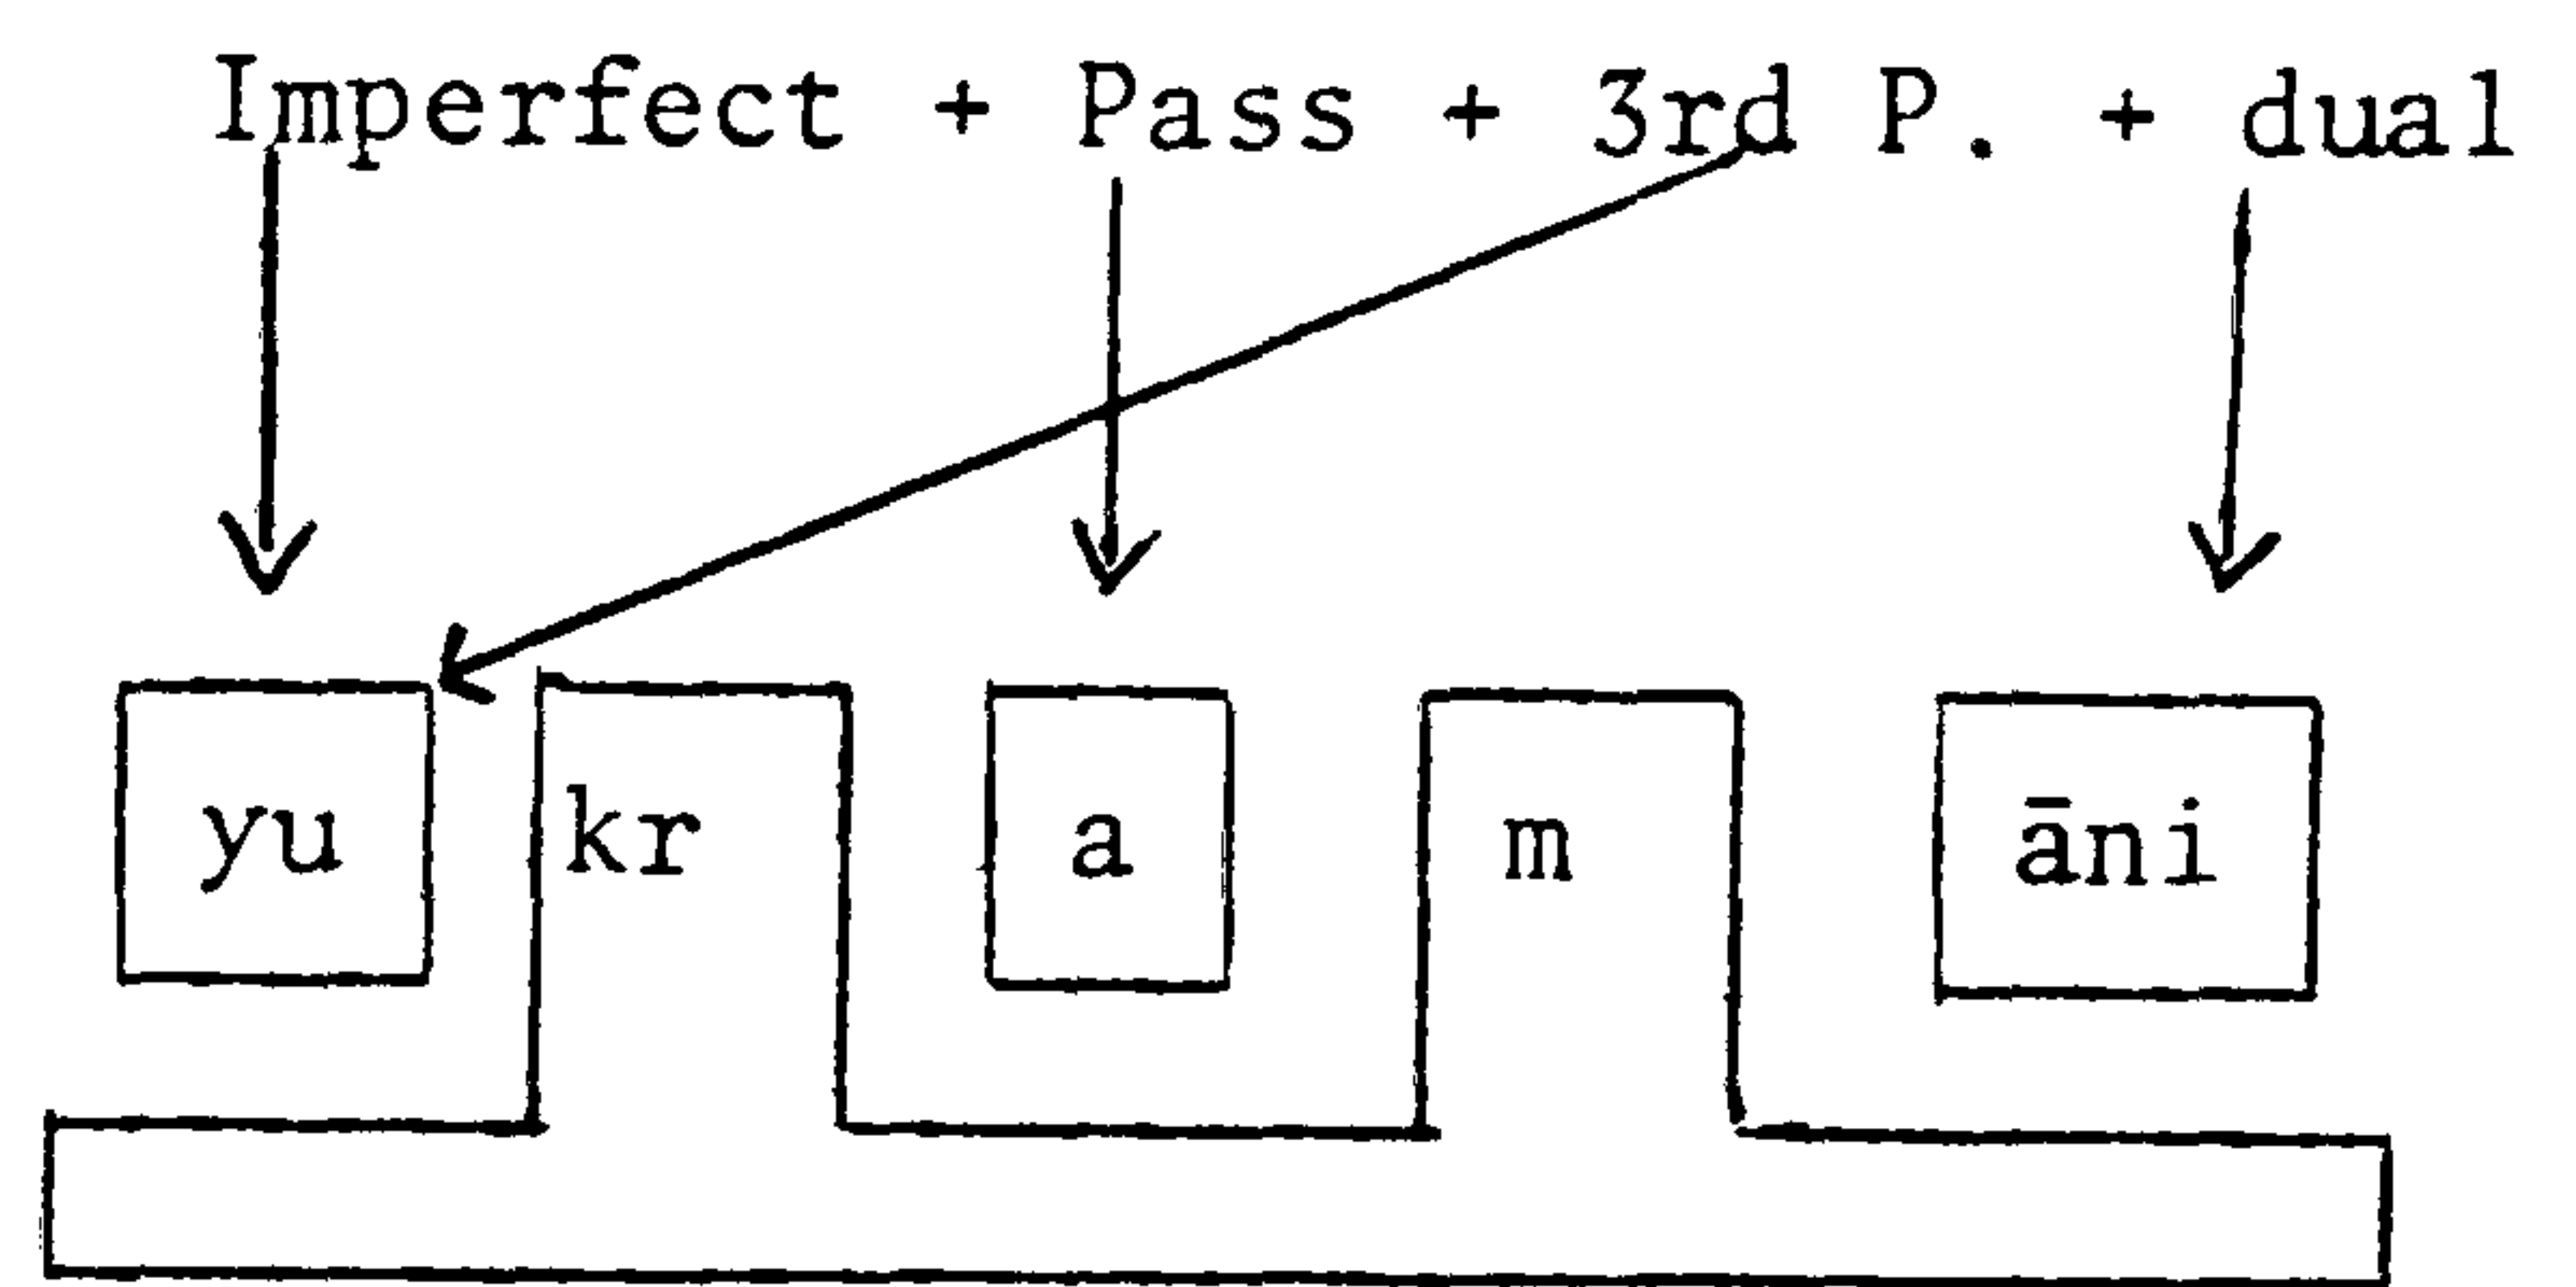 Imperfect + Pass + 3rd P. + dual
yu kr a m āni